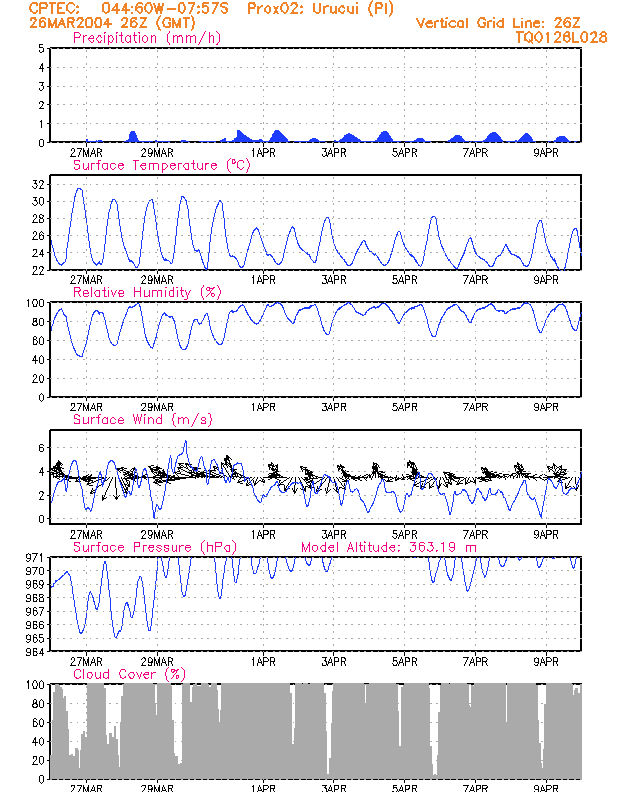 CPTEC: 044:60W-07:57S Prox02: Urucui (PI)
26MAR2004 26Z (GMT) Vertical Grid Line: 26Z
Precipitation (mm/h) TQ0126L028
5
4
3
2
1
0
27MAR 29MAR 1APR 3APR 5APR 7APR 9APR
Surface Temperature (ºC)
32
30
28
26
24
22
27MAR 29MAR 1APR 3APR 5APR 7APR 9APR
Relative Humidity (%)
100
80
60
40
20
0
27MAR 29MAR 1APR 3APR 5APR 7APR 9APR
Surface Wind (m/s)
6
4
2
0
27MAR 29MAR 1APR 3APR 5APR 7APR 9APR
Surface Pressure (hPa) Model Altitude: 363.19 m
971
970
969
968
967
966
965
964
27MAR 29MAR 1APR 3APR 5APR 7APR 9APR
Cloud Cover (%)
100
80
60
40
20
0
27MAR 29MAR 1APR 3APR 5APR 7APR 9APR